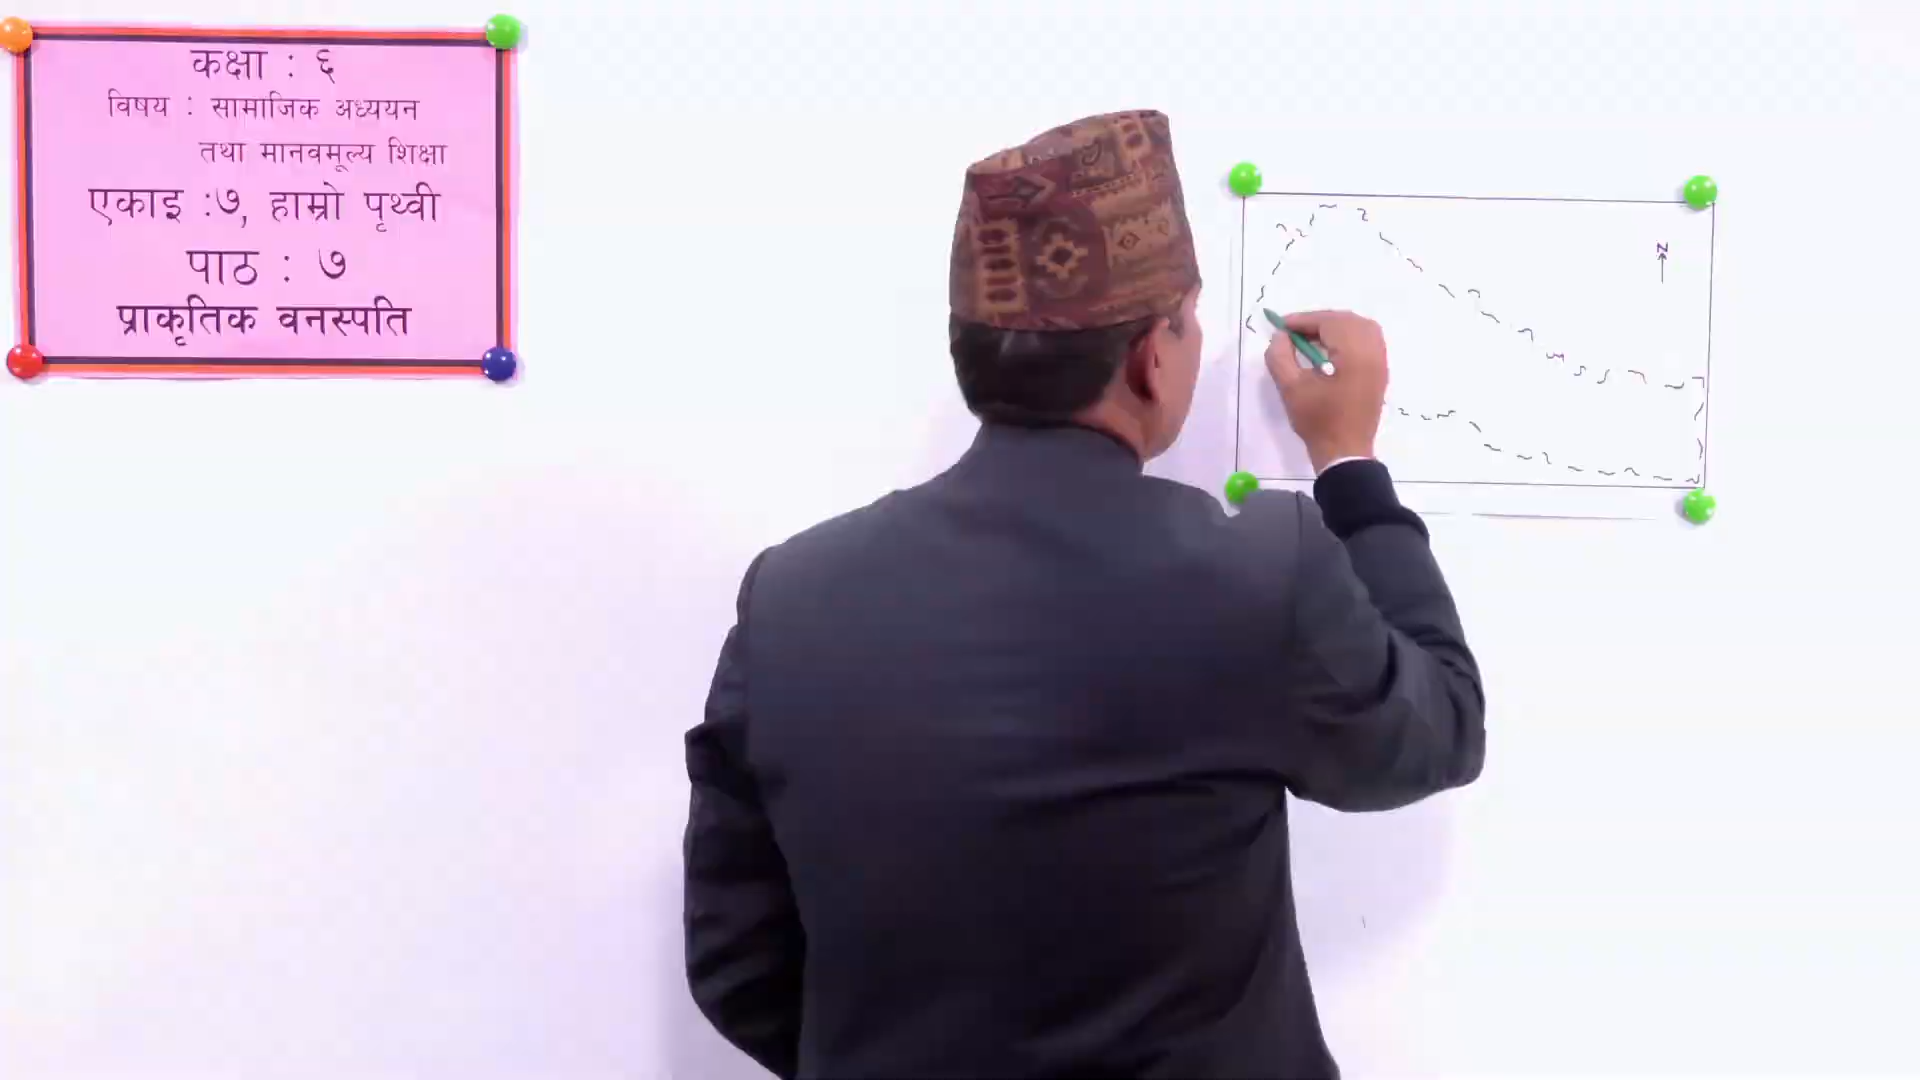 कक्षा : ६
विषय : सामाजिक अध्ययन
तथा मानवमूल्य शिक्षा
एकाइ :७, हाम्रो पृथ्वी
पाठ : ७
प्राकृतिक वनस्पति
N